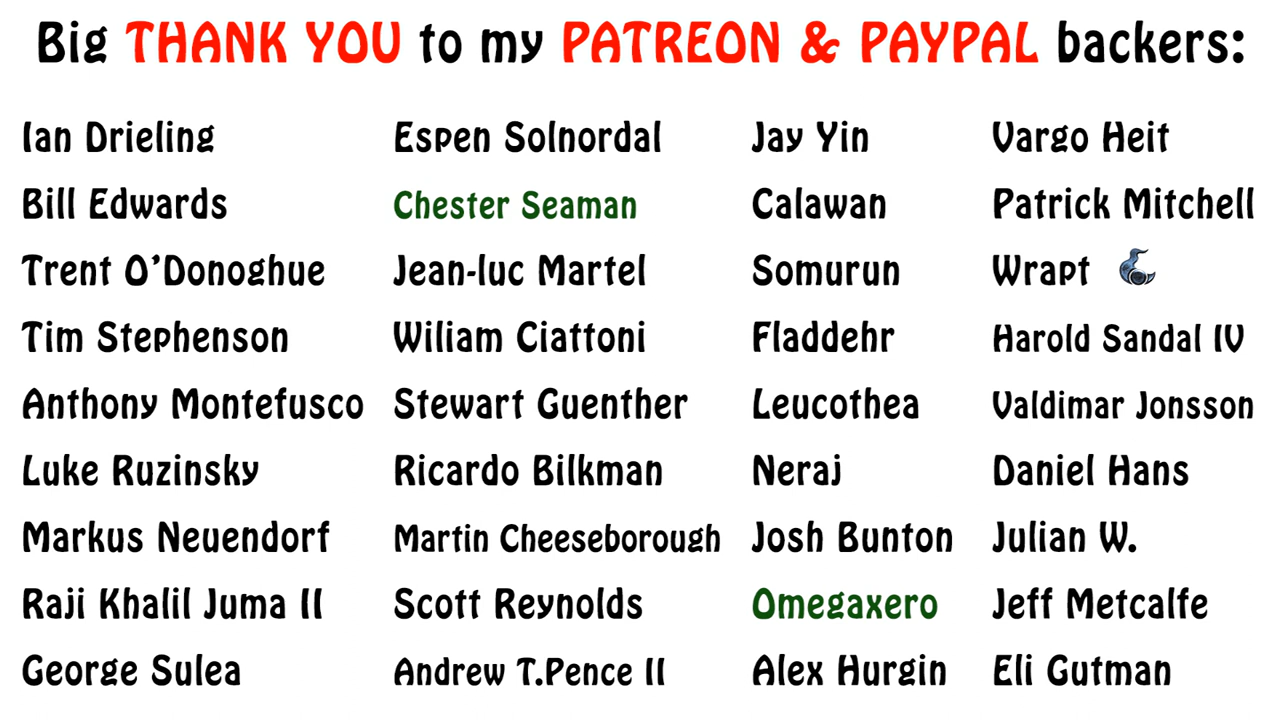 Big THANK YOU to my PATREON & PAYPAL backers:
Ian Drieling
Bill Edwards
Trent O'Donoghue
Tim Stephenson
Anthony Montefusco
Luke Ruzinsky
Markus Neuendorf
Raji Khalil Juma II
George Sulea
Espen Solnordal
Chester Seaman
Jean-luc Martel
Wiliam Ciattoni
Stewart Guenther
Ricardo Bilkman
Martin Cheeseborough
Scott Reynolds
Andrew T.Pence II
Jay Yin
Calawan
Somurun
Fladdehr
Leucothea
Neraj
Josh Bunton
Omegaxero
Alex Hurgin
Vargo Heit
Patrick Mitchell
Wrapt
Harold Sandal IV
Valdimar Jonsson
Daniel Hans
Julian W.
Jeff Metcalfe
Eli Gutman